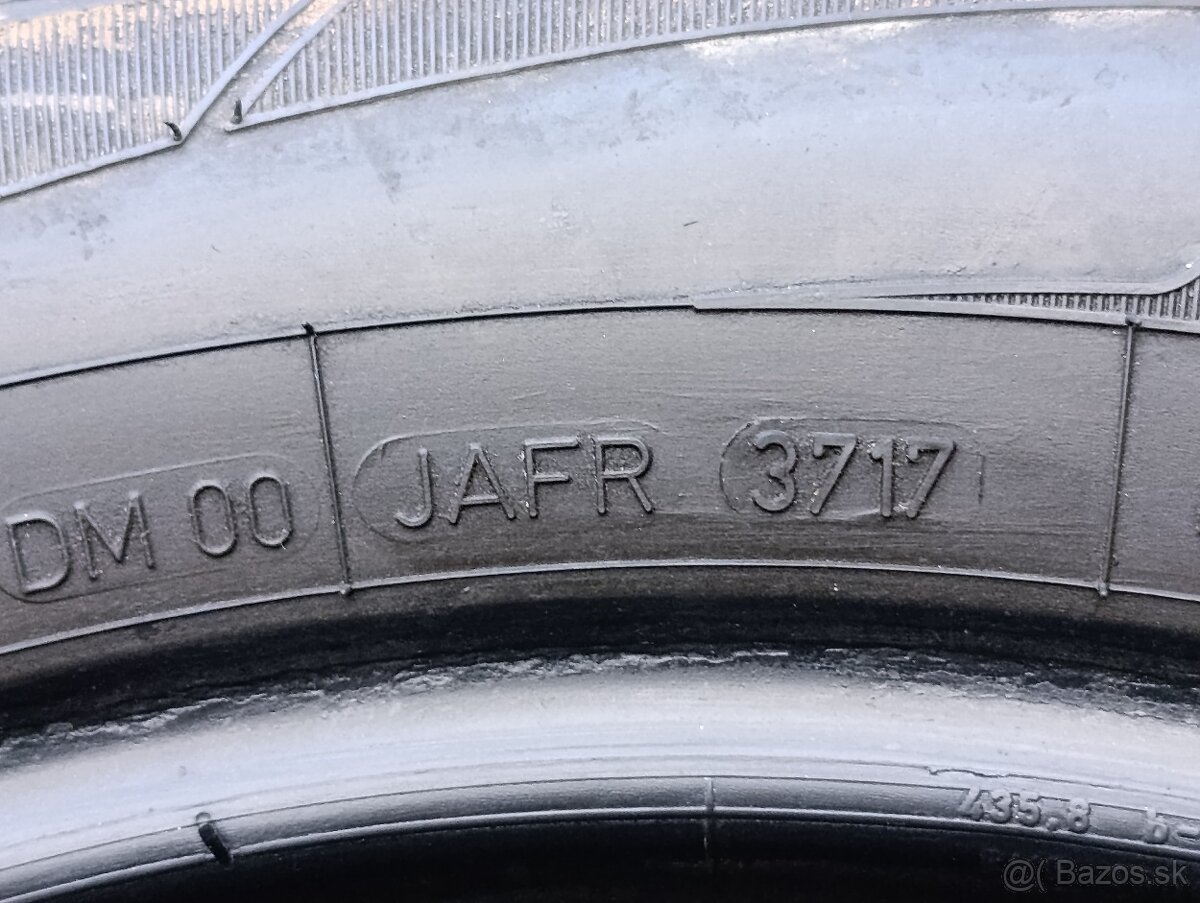 DM 00 JAFR 3717
435,8 b-
@( Bazos.sk